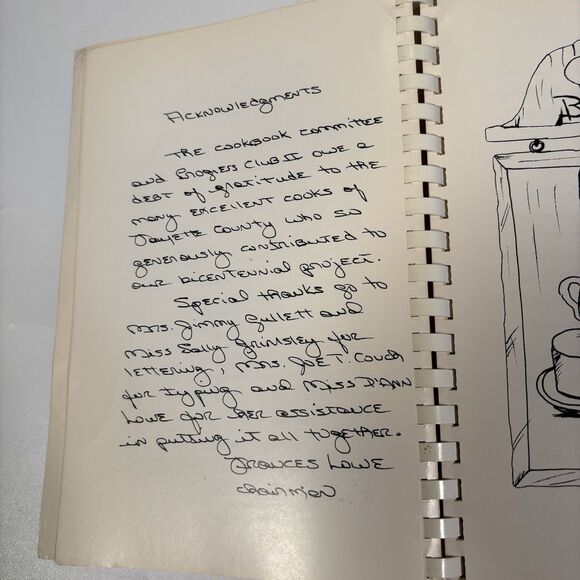 Acknowledgments
The cookbook committee
and Progress Club II owe a
debt of gratitude to the
many excellent cooks of
Fayette County who so
generously contributed to
our bicentennial project.
Special thanks go to
Mrs. Jimmy Gullett and
Miss Sally Grimsley for
lettering, Mrs. Joe T. Couch
for typing and Miss D'Ann
Lowe for her assistance
in putting it all together.
Frances Lowe
chairman
B